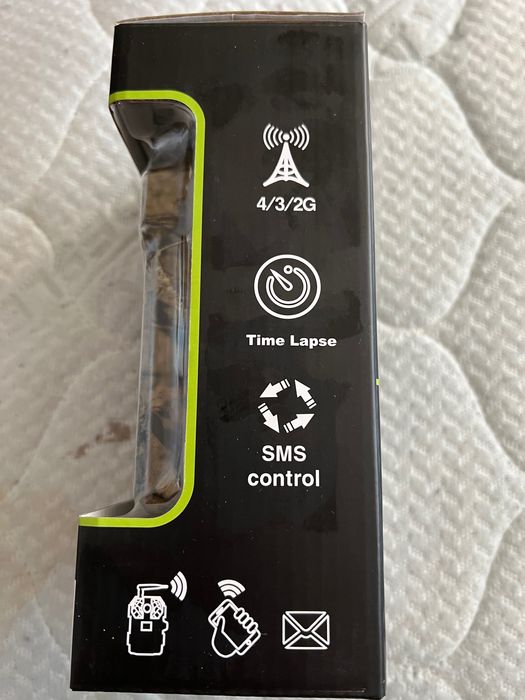 4/3/2G
Time Lapse
SMS
control